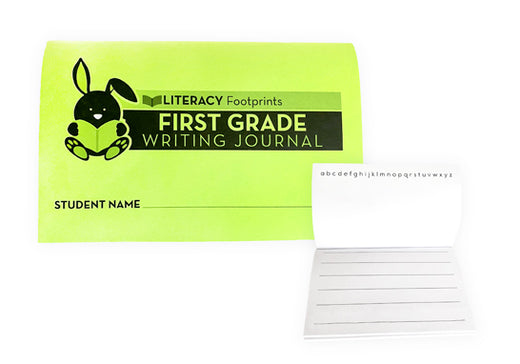 LITERACY Footprints
FIRST GRADE
WRITING JOURNAL
STUDENT NAME
abcdefghijklmnopqrstuvwxyz